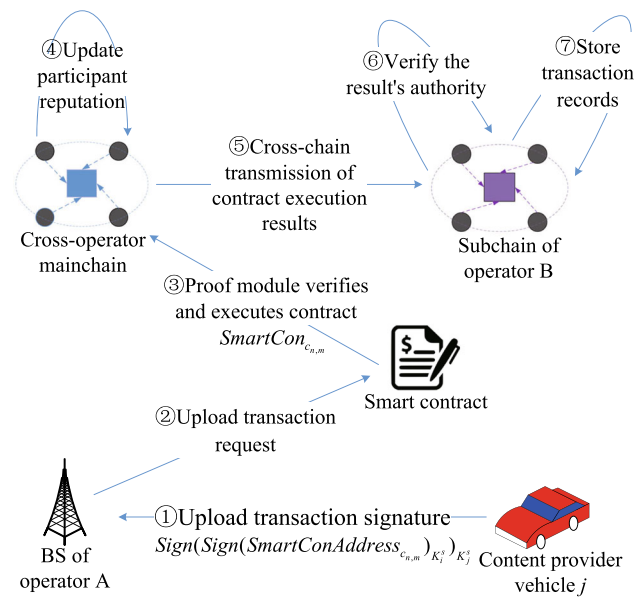 ④Update
participant
reputation
⑥Verify the
result's authority
⑦Store
transaction
records
⑤Cross-chain
transmission of
contract execution
results
Cross-operator
mainchain
Subchain of
operator B
③Proof module verifies
and executes contract
SmartCon_{c_{n,m}}
$
Smart contract
②Upload transaction
request
①Upload transaction signature
Sign(Sign(SmartConAddress_{c_{n,m}})_{K_i^s})_{K_j^s}
BS of
operator A
Content provider
vehicle j